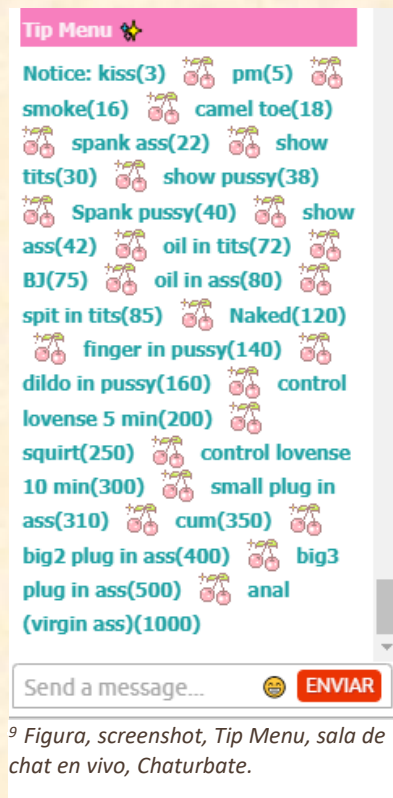 Tip Menu
Notice: kiss(3) pm(5)
smoke(16) camel toe(18)
spank ass(22) show
tits(30) show pussy(38)
Spank pussy(40) show
ass(42) oil in tits(72)
BJ(75) oil in ass(80)
spit in tits(85) Naked(120)
finger in pussy(140)
dildo in pussy(160) control
lovense 5 min(200)
squirt(250) control lovense
10 min(300) small plug in
ass(310) cum(350)
big2 plug in ass(400) big3
plug in ass(500) anal
(virgin ass)(1000)
Send a message... ENVIAR
9 Figura, screenshot, Tip Menu, sala de
chat en vivo, Chaturbate.